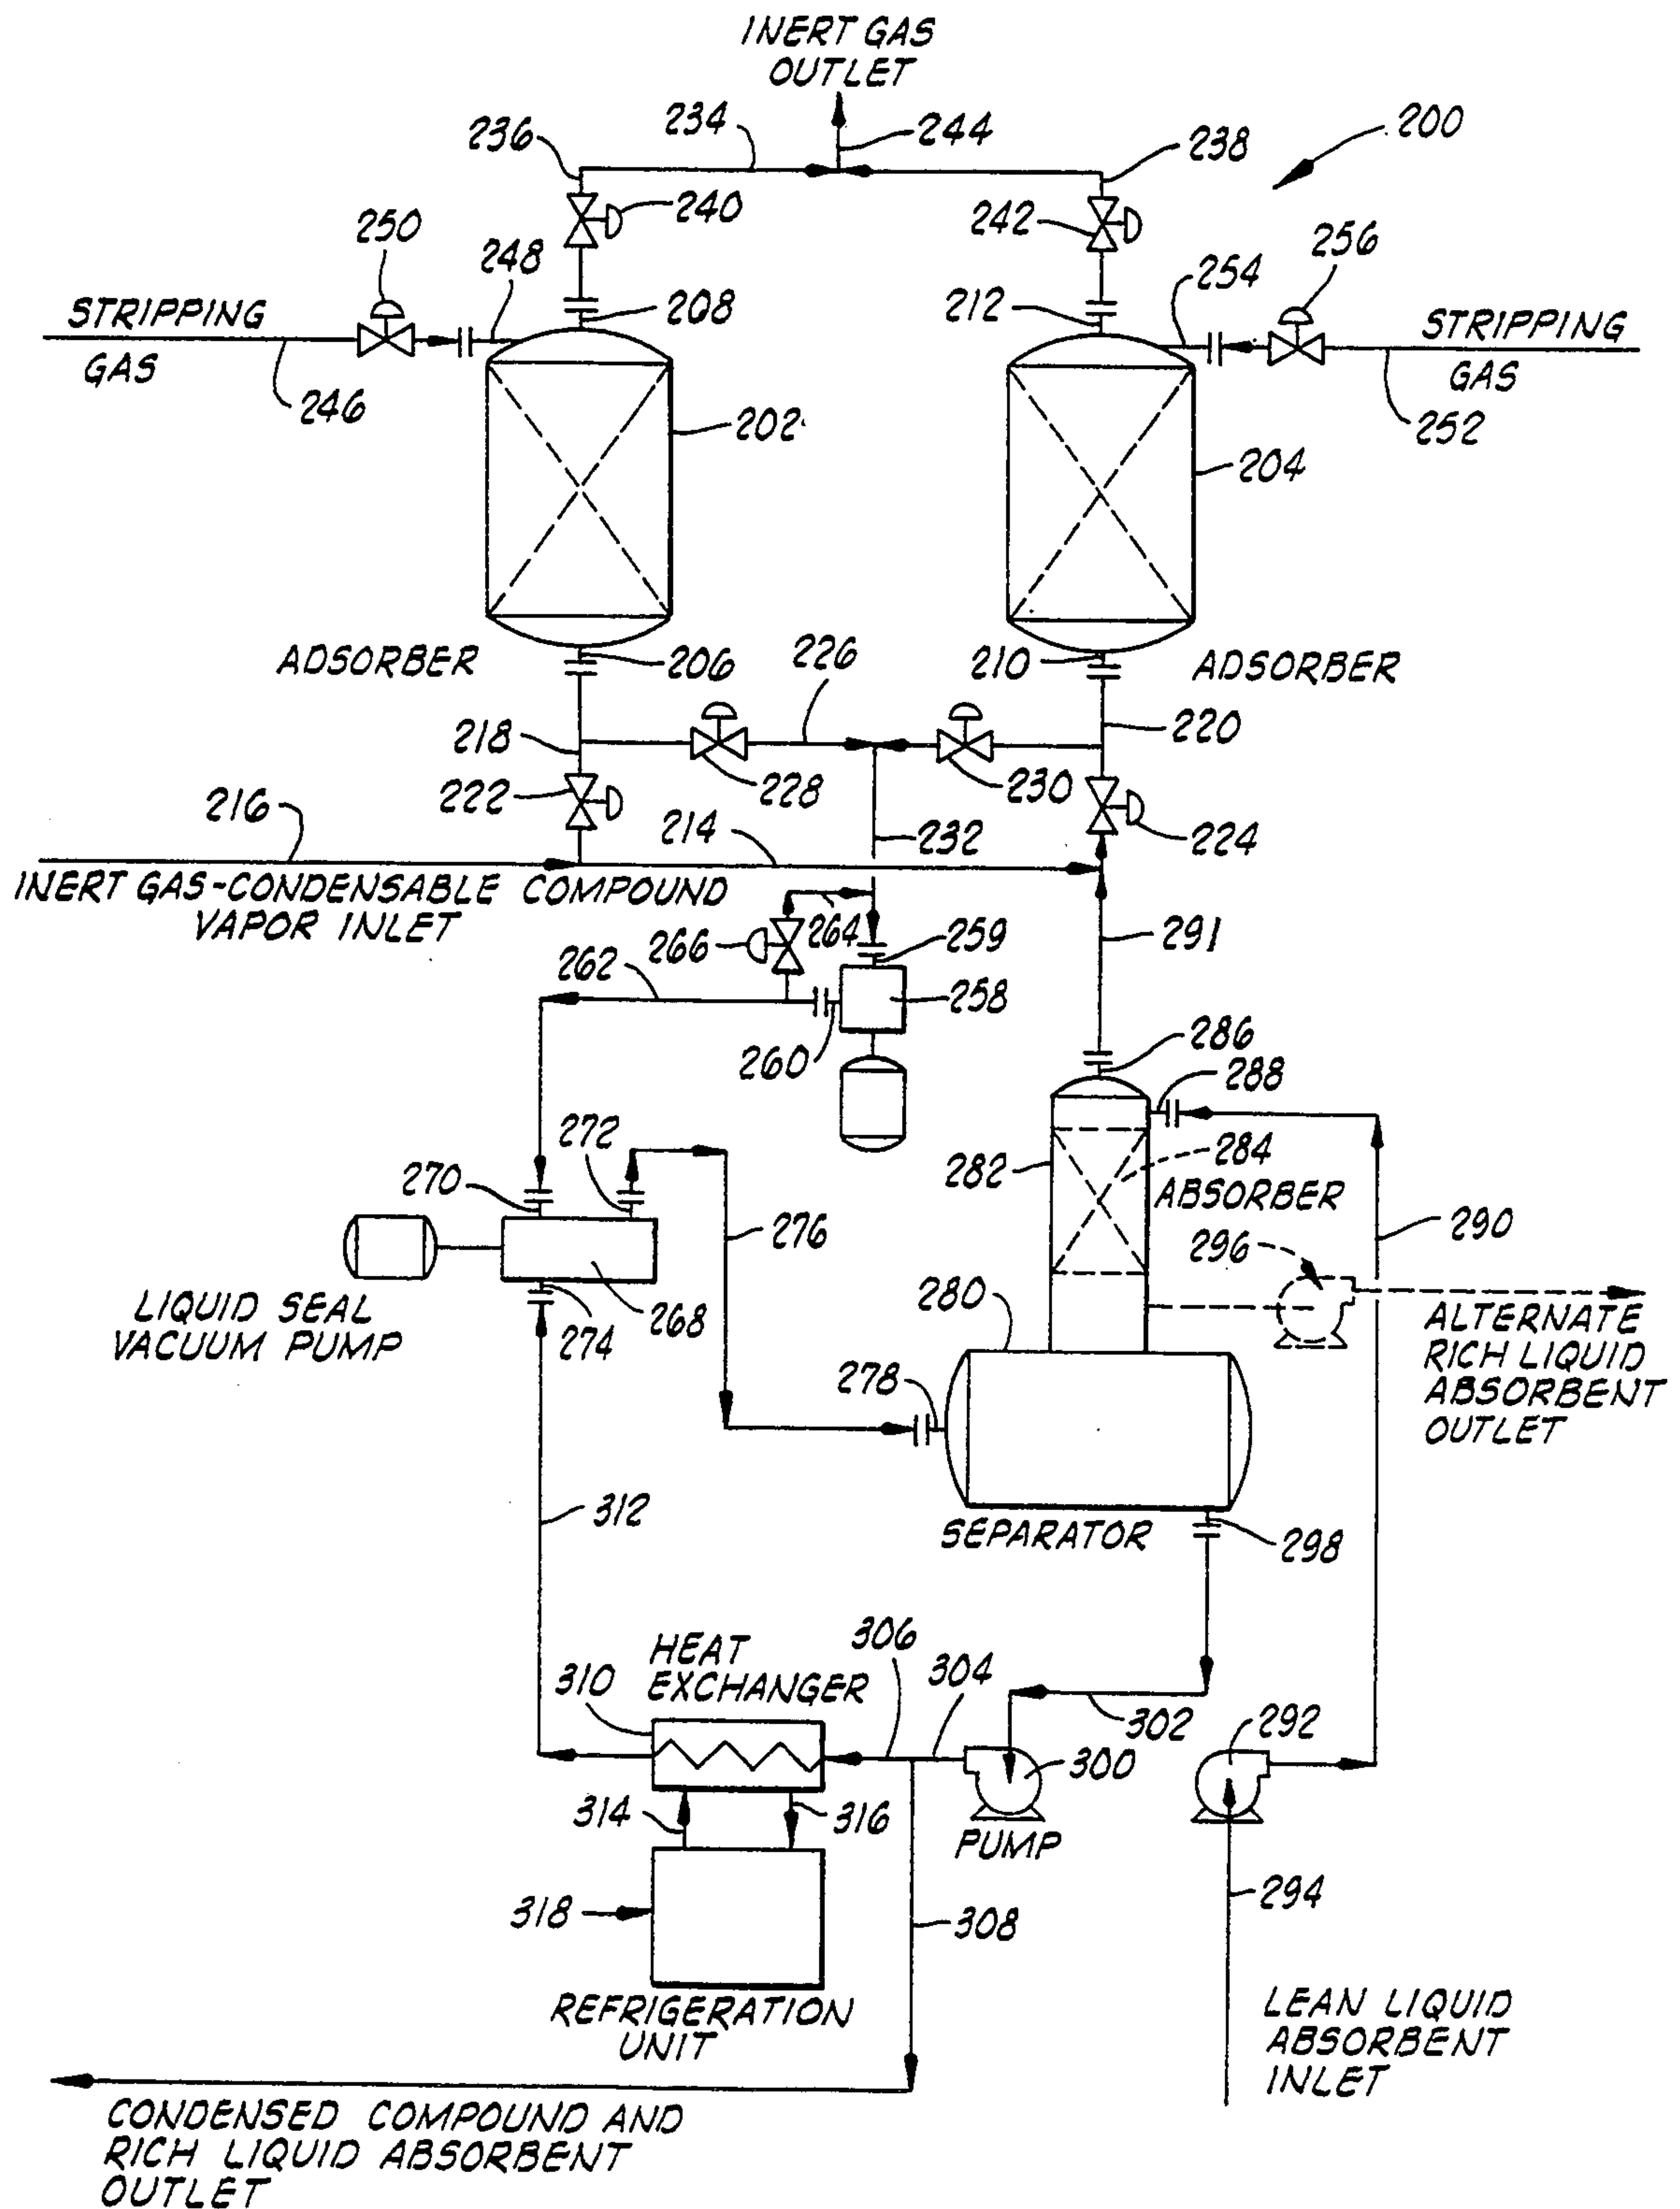 INERT GAS
OUTLET
234
244
200
236
238
240
242
250
248
256
254
208
212
STRIPPING
GAS
STRIPPING
GAS
246
252
202
204
ADSORBER
206
226
210
ADSORBER
218
220
228
230
222
216
214
232
224
INERT GAS-CONDENSABLE COMPOUND
VAPOR INLET
266
264
259
291
262
258
260
286
288
272
270
282
284
ABSORBER
276
296
290
280
LIQUID SEAL
VACUUM PUMP
268
274
ALTERNATE
RICH LIQUID
ABSORBENT
OUTLET
278
312
SEPARATOR
298
HEAT
EXCHANGER
306
304
310
302
292
300
314
316
PUMP
318
308
294
REFRIGERATION
UNIT
LEAN LIQUID
ABSORBENT
INLET
CONDENSED COMPOUND AND
RICH LIQUID ABSORBENT
OUTLET